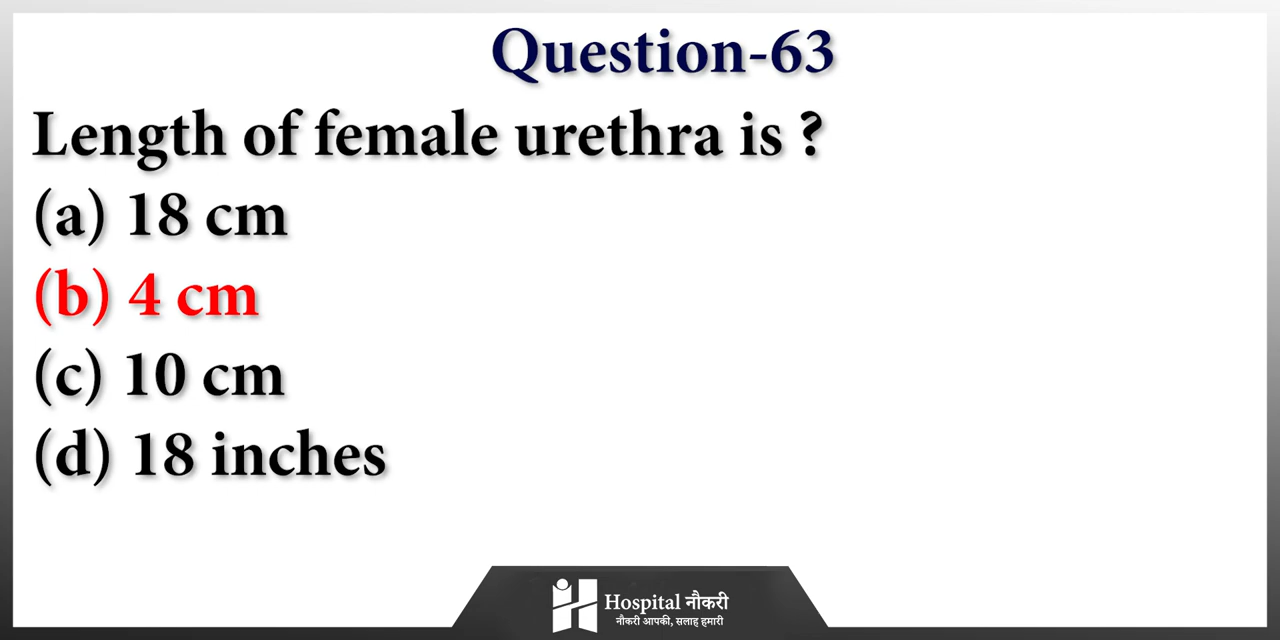 Question-63
Length of female urethra is ?
(a) 18 cm
(b) 4 cm
(c) 10 cm
(d) 18 inches
Hospital नौकरी
नौकरी आपकी, सलाह हमारी